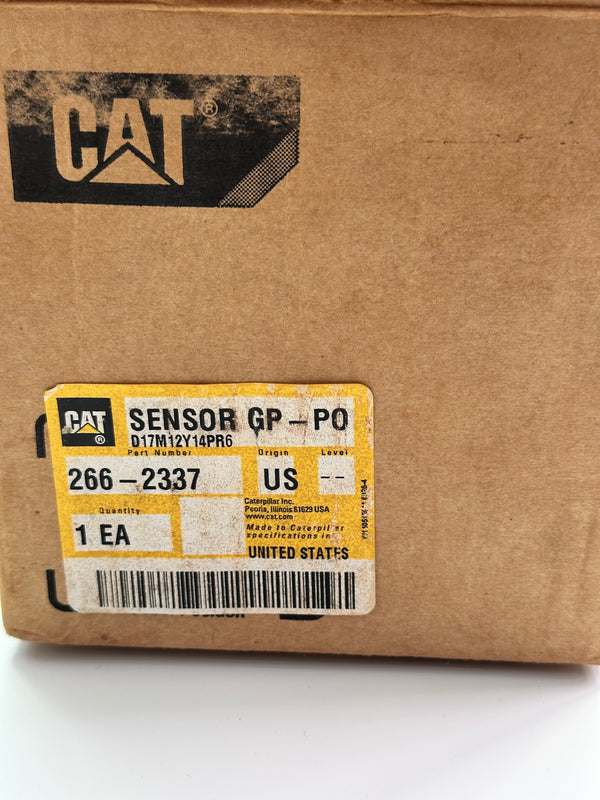 CAT®
CAT®
SENSOR GP-PO
D17M12Y14PR6
Part Number
Origin
Level
266-2337
US
--
Quantity
1 EA
Caterpillar Inc.
Peoria, Illinois 61629 USA
www.cat.com
Made to Caterpillar
specifications in
UNITED STATES